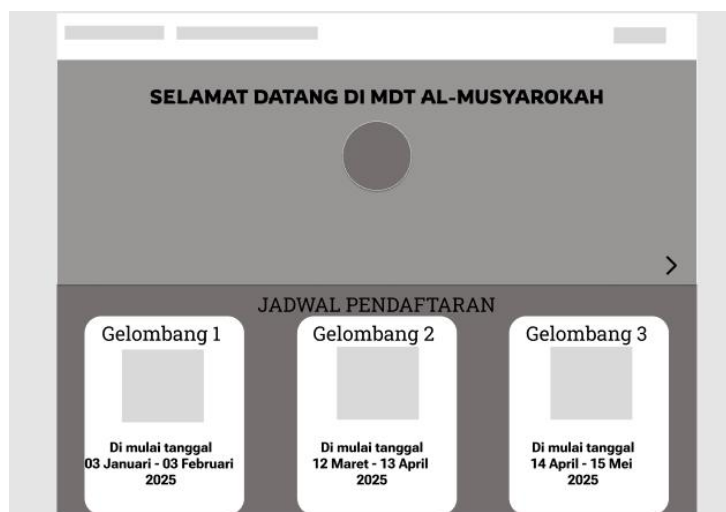 SELAMAT DATANG DI MDT AL-MUSYAROKAH
JADWAL PENDAFTARAN
Gelombang 1
Di mulai tanggal
03 Januari - 03 Februari
2025
Gelombang 2
Di mulai tanggal
12 Maret - 13 April
2025
Gelombang 3
Di mulai tanggal
14 April - 15 Mei
2025